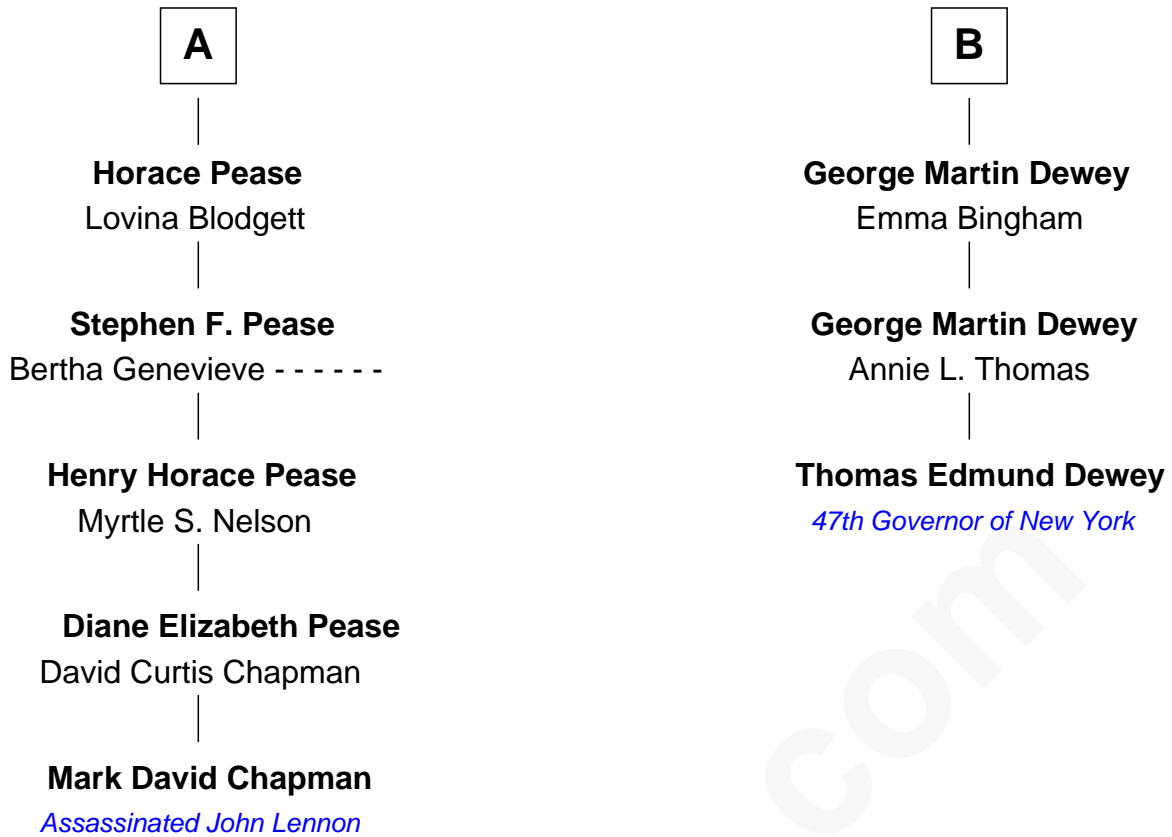 A
Horace Pease
Lovina Blodgett
Stephen F. Pease
Bertha Genevieve - - - - - -
Henry Horace Pease
Myrtle S. Nelson
Diane Elizabeth Pease
David Curtis Chapman
Mark David Chapman
Assassinated John Lennon
B
George Martin Dewey
Emma Bingham
George Martin Dewey
Annie L. Thomas
Thomas Edmund Dewey
47th Governor of New York
com